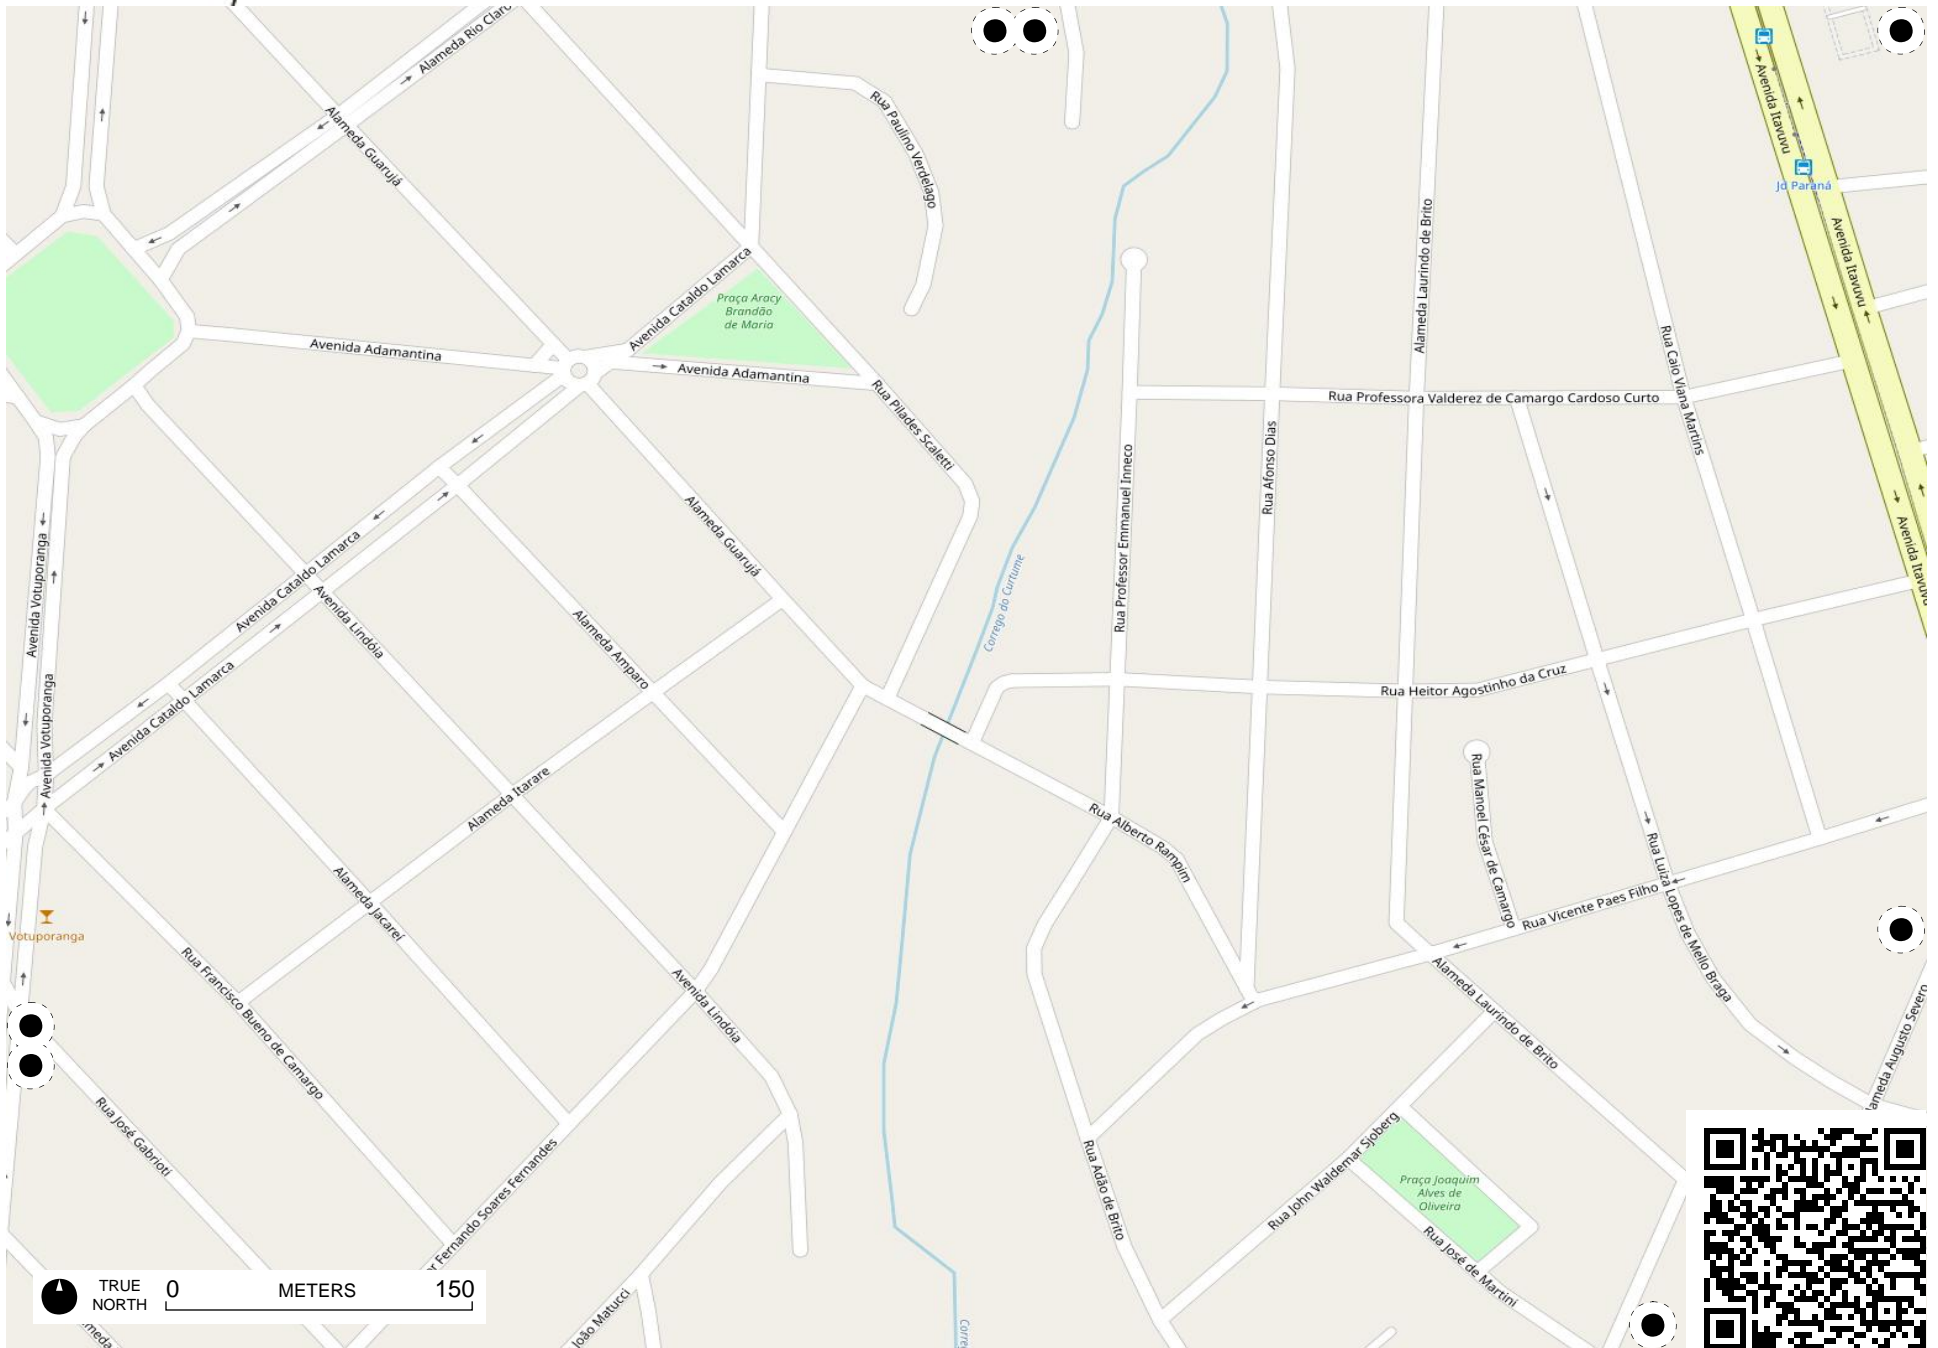 Alameda Rio Claro
Alameda Guarujá
Rua Paulino Verdelago
Avenida Itavuvu
Jd Paraná
Avenida Itavuvu
Alameda Laurindo de Brito
Avenida Cataldo Lamarca
Praça Aracy
Brandão
de Maria
Avenida Adamantina
Avenida Adamantina
Rua Pilades Scaletti
Rua Caio Viana Martins
Rua Professora Valderez de Camargo Cardoso Curto
Rua Afonso Dias
Rua Professor Emmanuel Inneco
Alameda Guarujá
Avenida Itavuvu
Avenida Votuporanga
Avenida Cataldo Lamarca
Avenida Lindóia
Alameda Amparo
Corrego do Curtume
Avenida Votuporanga
Avenida Cataldo Lamarca
Rua Heitor Agostinho da Cruz
Alameda Itarare
Rua Alberto Rampim
Rua Manoel César de Camargo
Rua Luiza Lopes de Mello Braga
Rua Vicente Paes Filho
Alameda Jacareí
Votuporanga
Rua Francisco Bueno de Camargo
Avenida Lindóia
Alameda Laurindo de Brito
ameda Augusto Severo
Rua José Gabrioti
r Fernando Soares Fernandes
Rua Adão de Brito
Rua John Waldemar Sjoberg
Praça Joaquim
Alves de
Oliveira
Rua José de Martini
João Matucci
Corre
meda
TRUE
NORTH
0 METERS 150